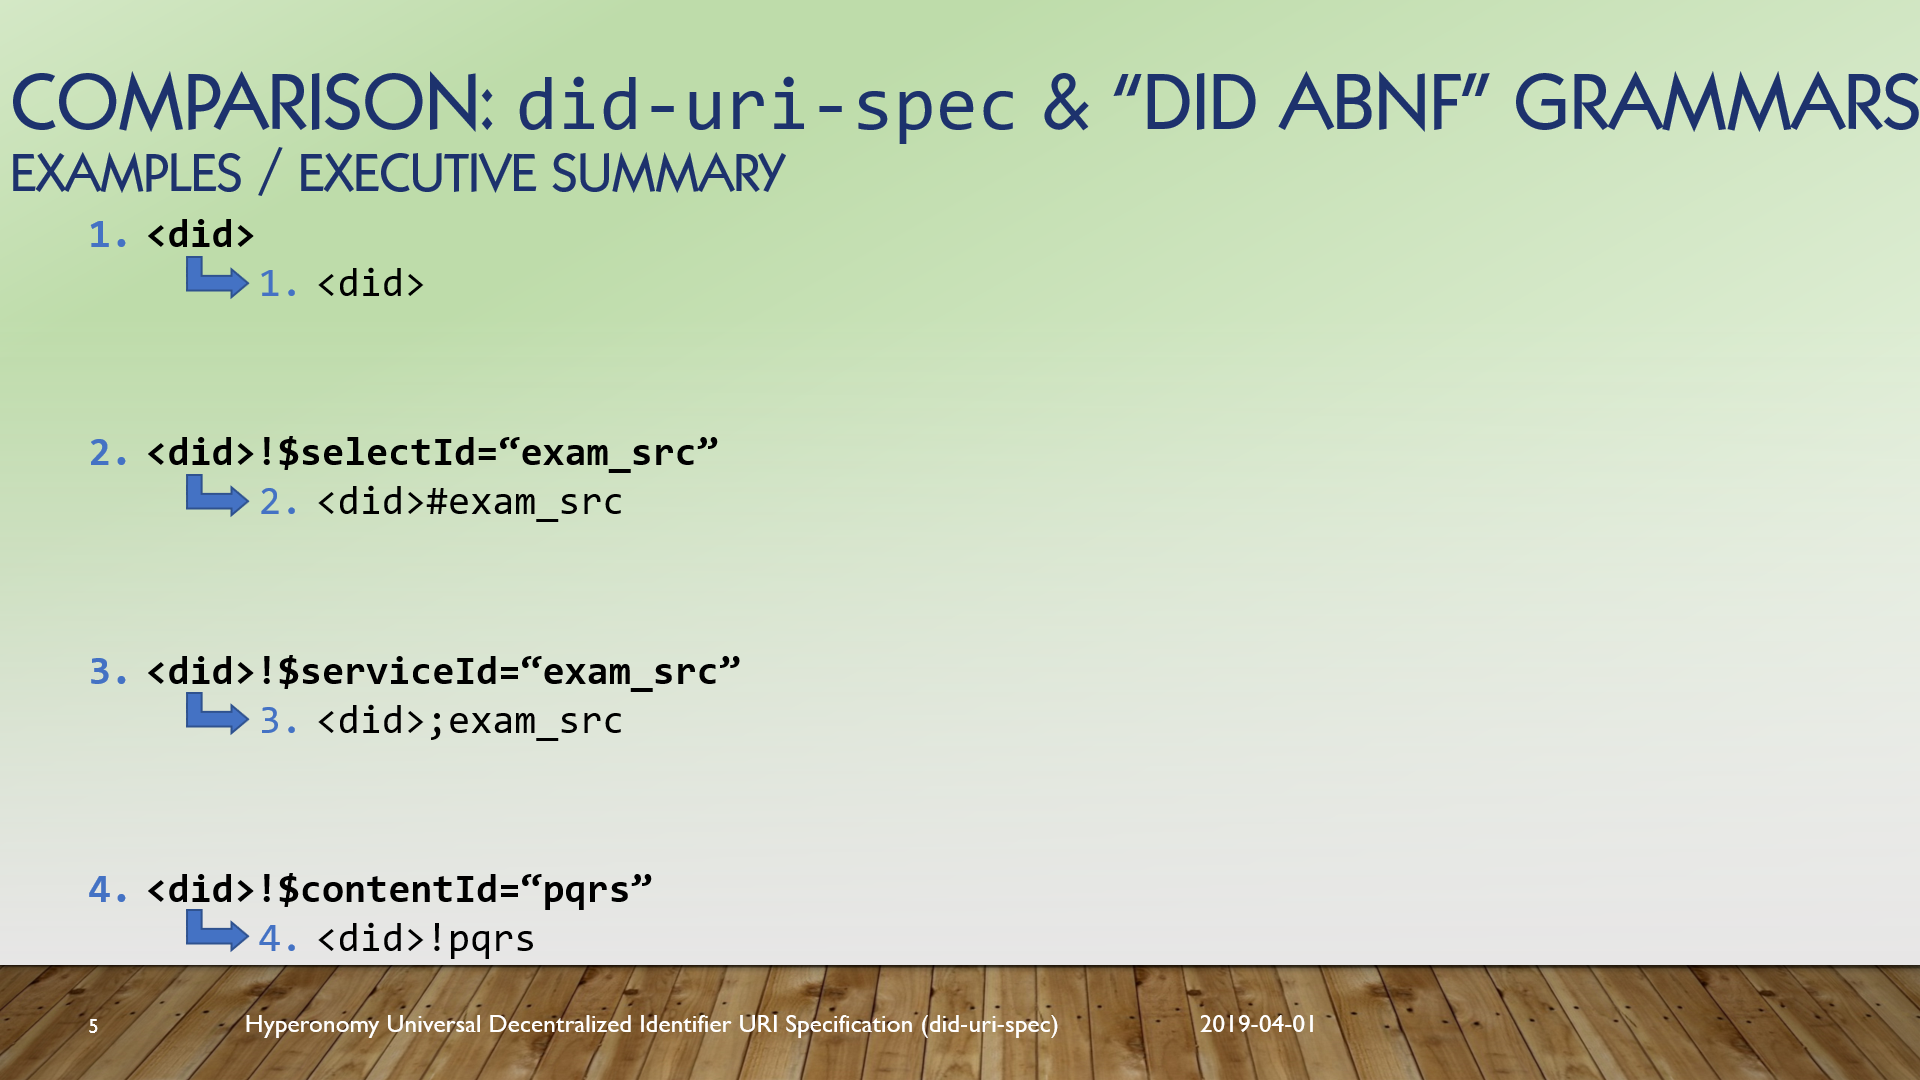 COMPARISON: did-uri-spec & “DID ABNF” GRAMMARS
EXAMPLES / EXECUTIVE SUMMARY
1. <did>
1. <did>
2. <did>!$selectId=“exam_src”
2. <did>#exam_src
3. <did>!$serviceId=“exam_src”
3. <did>;exam_src
4. <did>!$contentId=“pqrs”
4. <did>!pqrs
5 Hyperonomy Universal Decentralized Identifier URI Specification (did-uri-spec) 2019-04-01